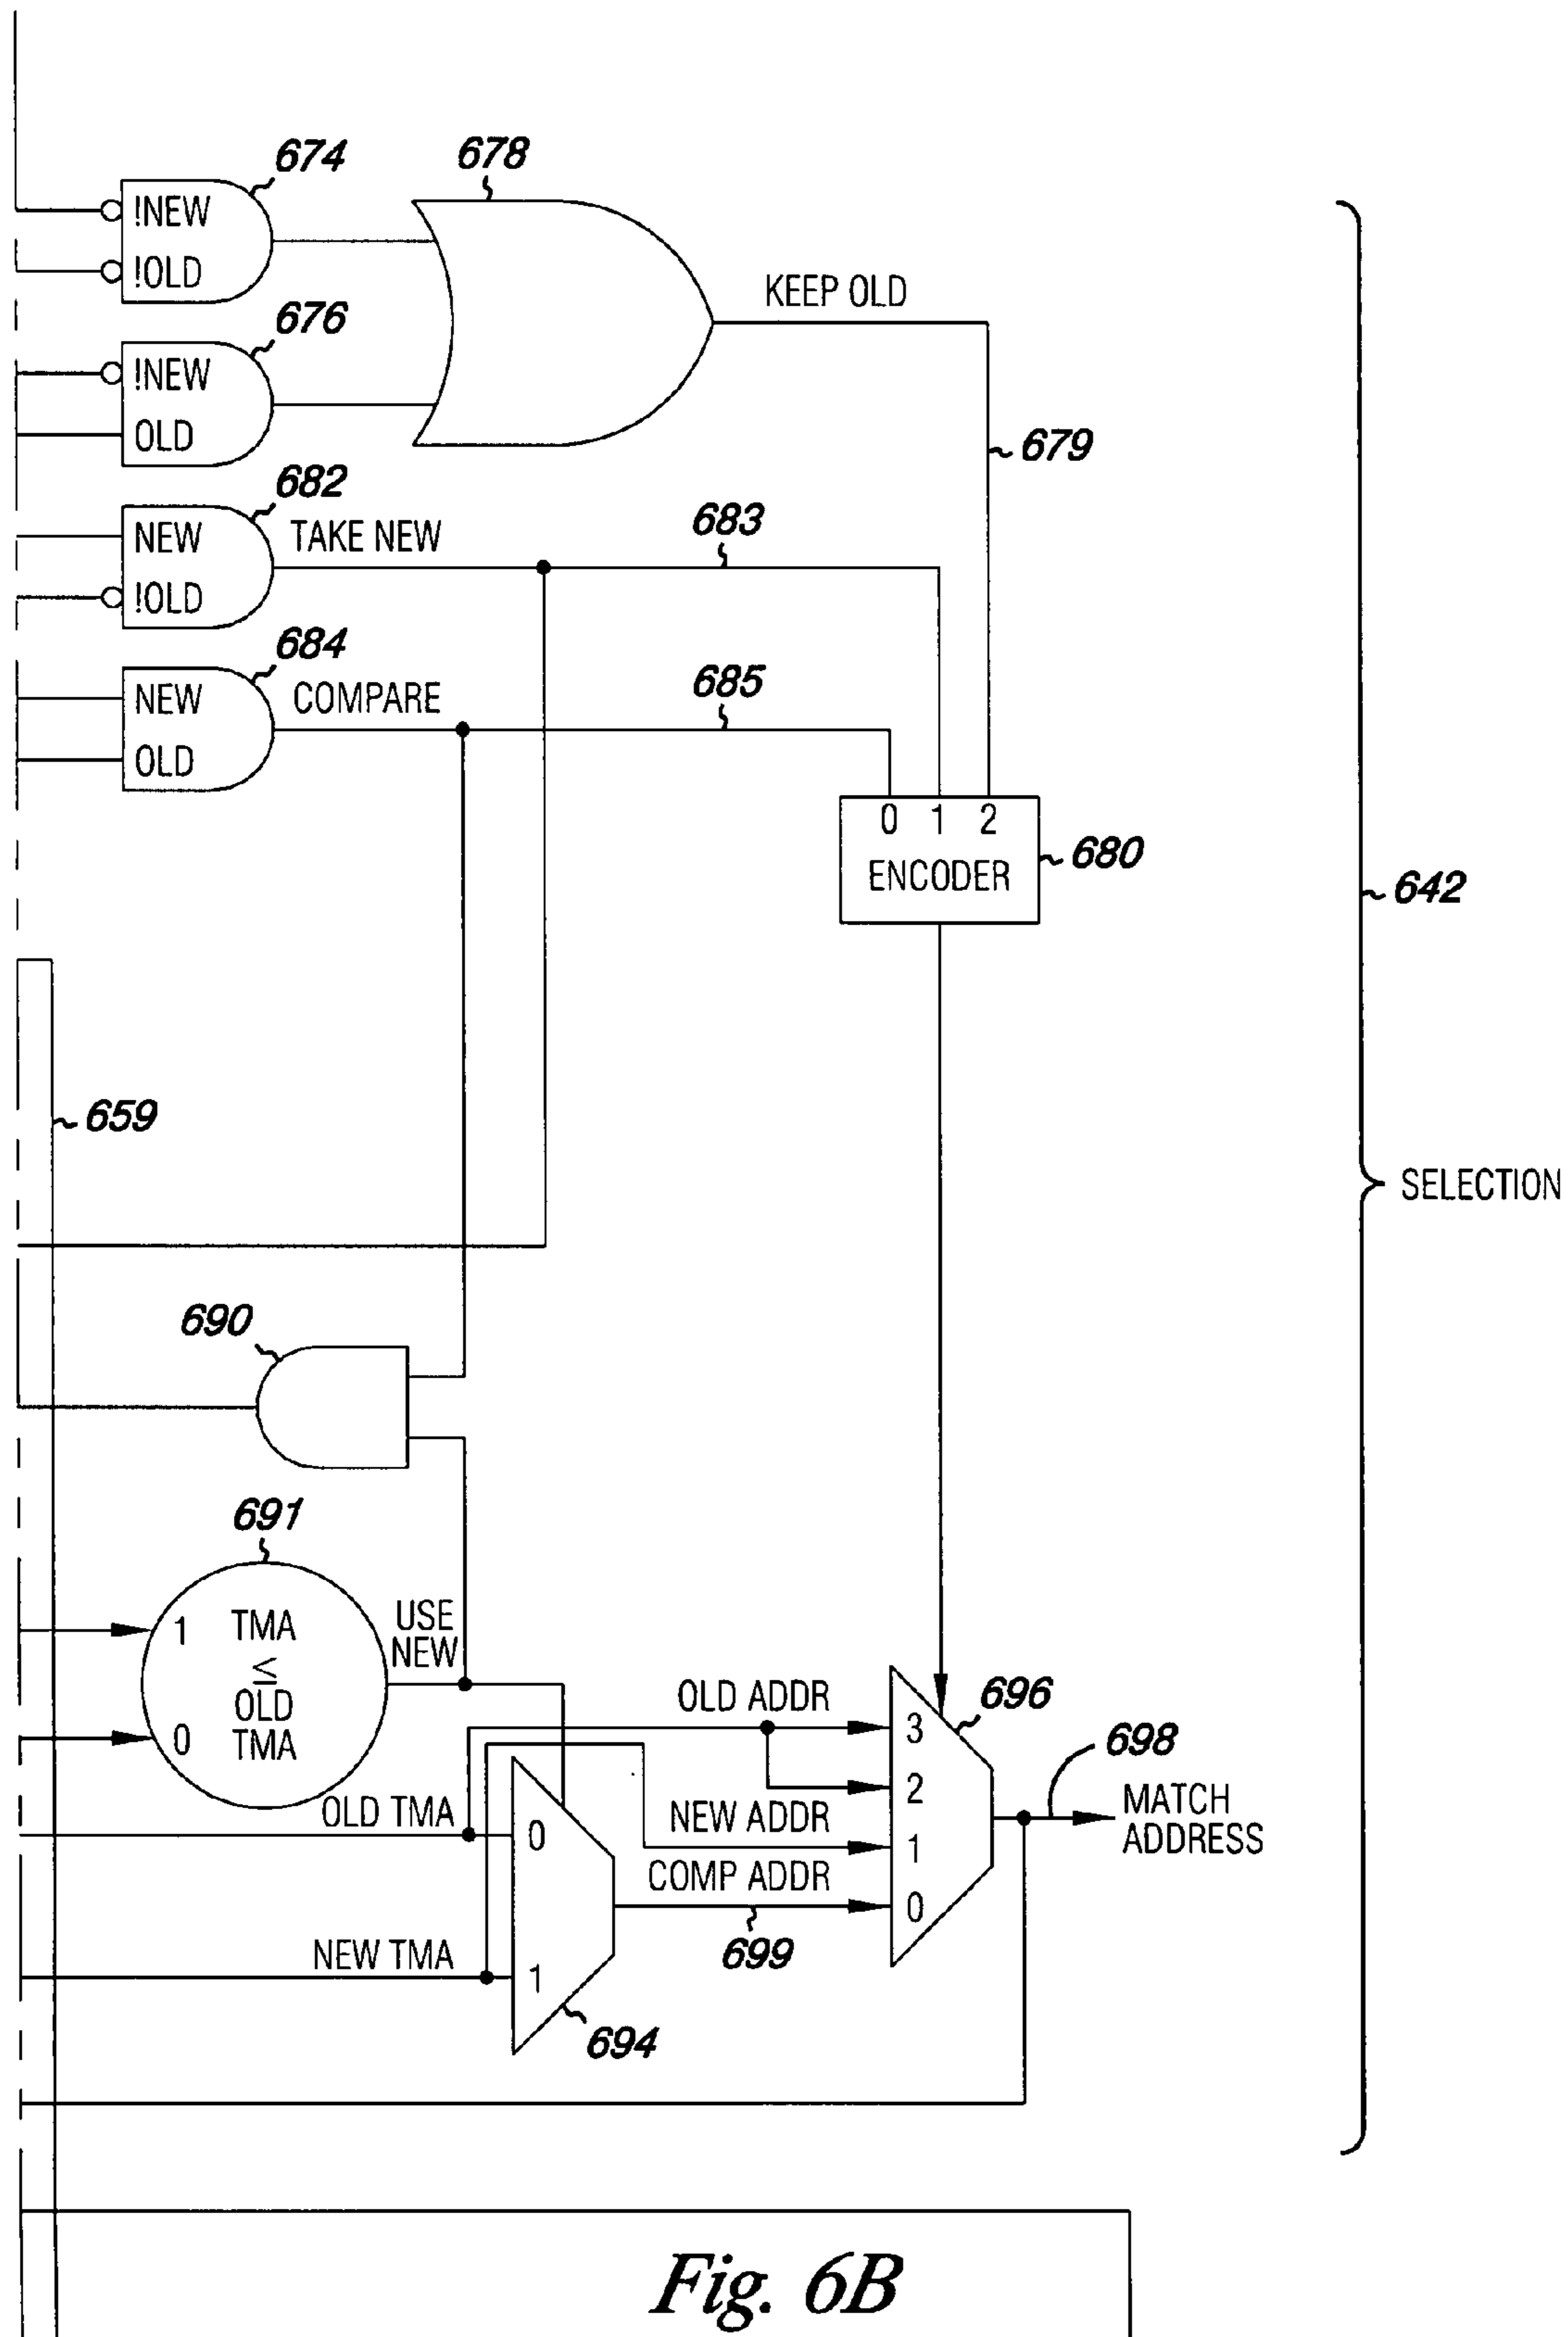 674
678
!NEW
!OLD
KEEP OLD
676
!NEW
OLD
679
682
NEW
TAKE NEW
683
!OLD
684
NEW
COMPARE
685
OLD
0 1 2
ENCODER
680
642
659
SELECTION
690
691
1 TMA
≤
OLD
0 TMA
USE
NEW
OLD ADDR
696
3
698
2
MATCH
ADDRESS
OLD TMA
0
NEW ADDR
1
COMP ADDR
0
699
NEW TMA
1
694
Fig. 6B